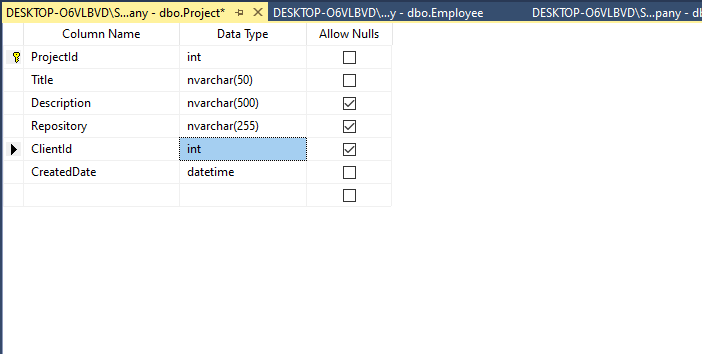 DESKTOP-O6VLBVD\S...any - dbo.Project* DESKTOP-O6VLBVD\...y - dbo.Employee DESKTOP-O6VLBVD\S...pany - db
Column Name Data Type Allow Nulls
ProjectId int
Title nvarchar(50)
Description nvarchar(500)
Repository nvarchar(255)
ClientId int
CreatedDate datetime